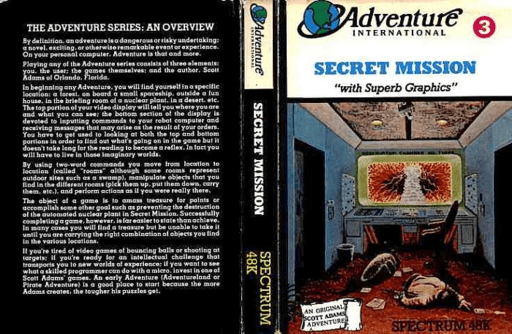 THE ADVENTURE SERIES: AN OVERVIEW
By definition, an adventure is a dangerous or risky undertaking;
a novel, exciting, or otherwise remarkable event or experience.
On your personal computer, Adventure is that and more.
Playing any of the Adventure series consists of three elements:
you, the user; the games themselves; and the author, Scott
Adams of Orlando, Florida.
In beginning any Adventure, you will find yourself in a specific
location: a forest, on board a small spaceship, outside a fun
house, in the briefing room of a nuclear plant, in a desert, etc.
The top portion of your video display will tell you where you are
and what you can see; the bottom section of the display is
devoted to inputting commands to your robot computer and
receiving messages that may arise as the result of your orders.
You have to get used to looking at both the top and bottom
portions in order to find out what's going on in the game but it
doesn't take long for the reading to become a reflex. In fact you
will have to live in these imaginary worlds.
By using two-word commands you move from location to
location (called "rooms" although some rooms represent
outdoor sites such as a swamp), manipulate objects that you
find in the different rooms (pick them up, put them down, carry
them, etc.), and perform actions as if you were really there.
The object of a game is to amass treasure for points or
accomplish some other goal such as preventing the destruction
of the automated nuclear plant in Secret Mission. Successfully
completing a game, however, is far easier to state than achieve.
In many cases you will find a treasure but be unable to take it
until you are carrying the right combination of objects you find
in the various locations.
If you're tired of video games of bouncing balls or shooting at
targets; if you're ready for an intellectual challenge that
transports you to new worlds of experience; if you want to see
what a skilled programmer can do with a micro, invest in one of
Scott Adams' games. An early Adventure (Adventureland or
Pirate Adventure) is a good place to start because the more
Adams creates, the tougher his puzzles get.
Adventure
INTERNATIONAL
SECRET MISSION
SPECTRUM
48K
Adventure
INTERNATIONAL
3
SECRET MISSION
"with Superb Graphics"
AN ORIGINAL
SCOTT ADAMS
ADVENTURE
SPECTRUM 48K